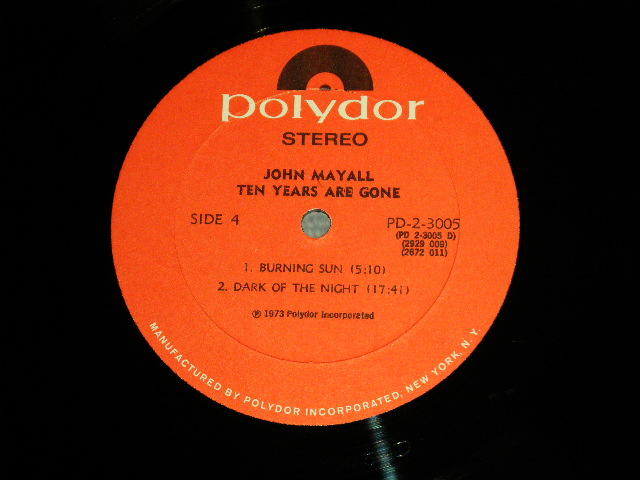 polydor
STEREO
JOHN MAYALL
TEN YEARS ARE GONE
SIDE 4
PD-2-3005
(PD 2-3005 D)
(2929 009)
(2672 011)
1. BURNING SUN (5:10)
2. DARK OF THE NIGHT (17:41)
℗ 1973 Polydor Incorporated
MANUFACTURED BY POLYDOR INCORPORATED, NEW YORK, N.Y.